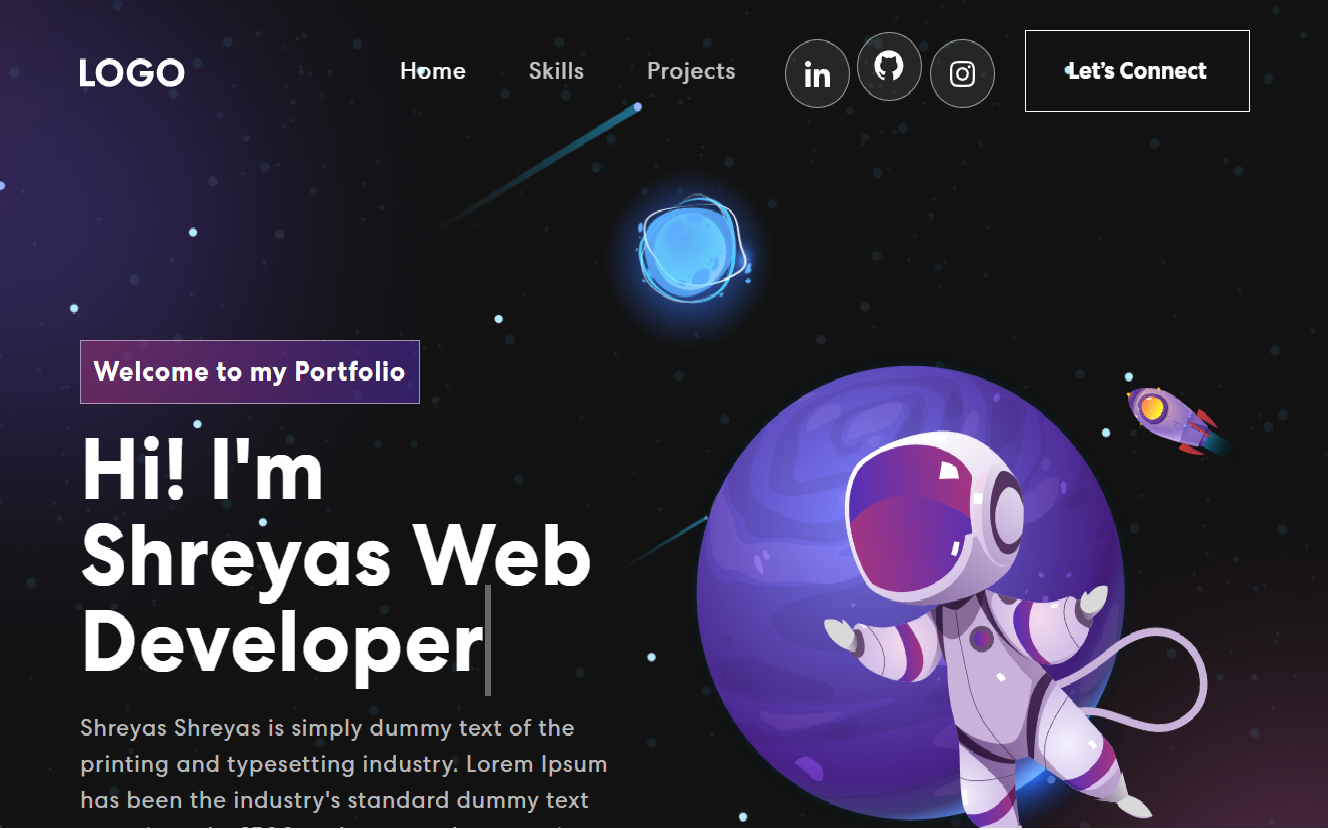 LOGO
Home
Skills
Projects
in
Let's Connect
Welcome to my Portfolio
Hi! I'm
Shreyas Web
Developer
Shreyas Shreyas is simply dummy text of the
printing and typesetting industry. Lorem Ipsum
has been the industry's standard dummy text